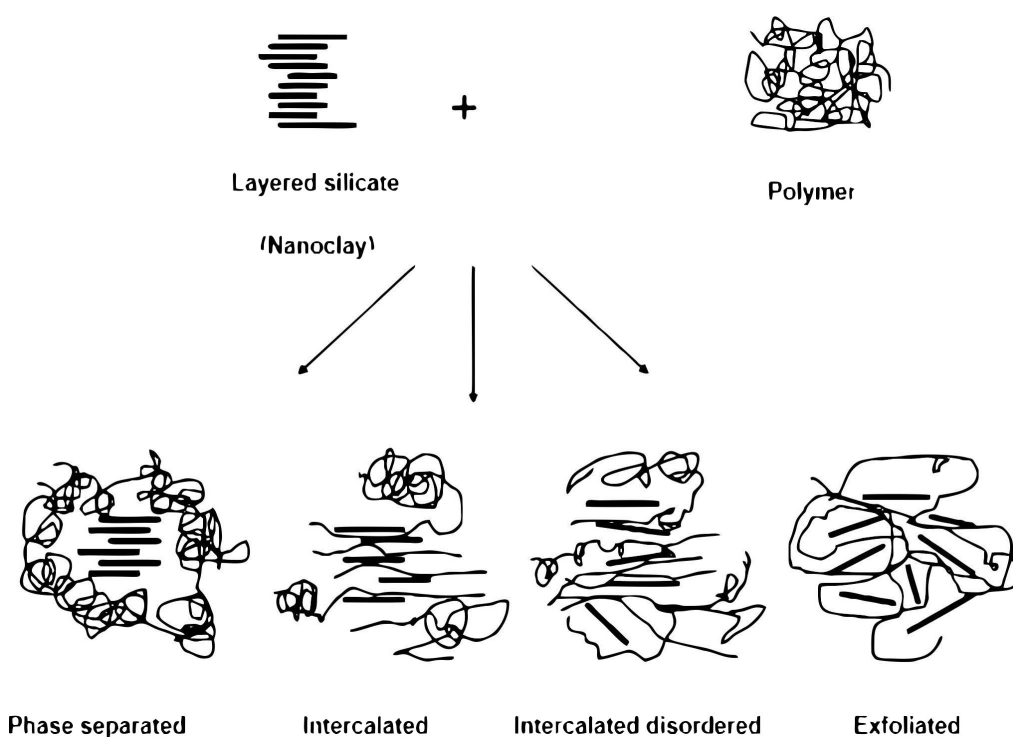 +
Layered silicate
Polymer
(Nanoclay)
Phase separated
Intercalated
Intercalated disordered
Exfoliated